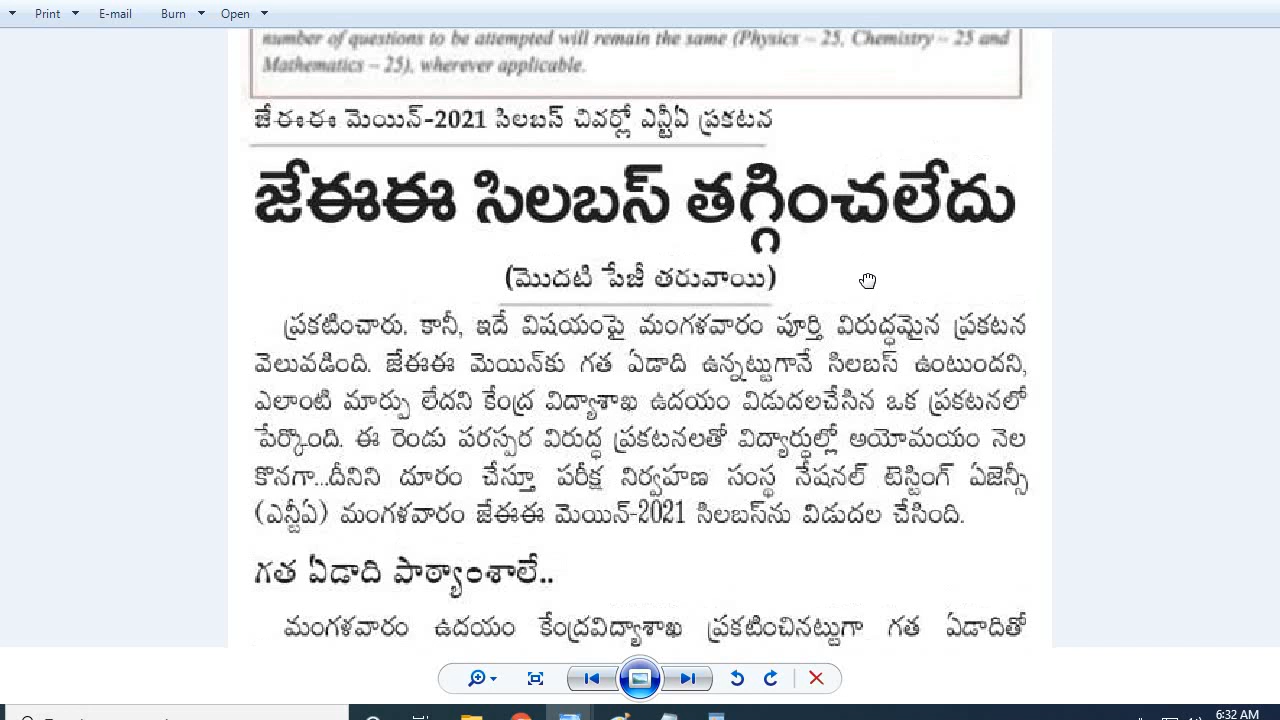 Print E-mail Burn Open
number of questions to be attempted will remain the same (Physics – 25, Chemistry – 25 and
Mathematics – 25), wherever applicable.
జేఈఈ మెయిన్-2021 సిలబస్ చివర్లో ఎన్టీఏ ప్రకటన
జేఈఈ సిలబస్ తగ్గించలేదు
(మొదటి పేజీ తరువాయి)
ప్రకటించారు. కానీ, ఇదే విషయంపై మంగళవారం పూర్తి విరుద్ధమైన ప్రకటన
వెలువడింది. జేఈఈ మెయిన్‌కు గత ఏడాది ఉన్నట్టుగానే సిలబస్ ఉంటుందని,
ఎలాంటి మార్పు లేదని కేంద్ర విద్యాశాఖ ఉదయం విడుదలచేసిన ఒక ప్రకటనలో
పేర్కొంది. ఈ రెండు పరస్పర విరుద్ధ ప్రకటనలతో విద్యార్థుల్లో అయోమయం నెల
కొనగా...దీనిని దూరం చేస్తూ పరీక్ష నిర్వహణ సంస్థ నేషనల్ టెస్టింగ్ ఏజెన్సీ
(ఎన్టీఏ) మంగళవారం జేఈఈ మెయిన్-2021 సిలబస్‌ను విడుదల చేసింది.
గత ఏడాది పాఠ్యాంశాలే..
మంగళవారం ఉదయం కేంద్రవిద్యాశాఖ ప్రకటించినట్టుగా గత ఏడాదితో
6:32 AM